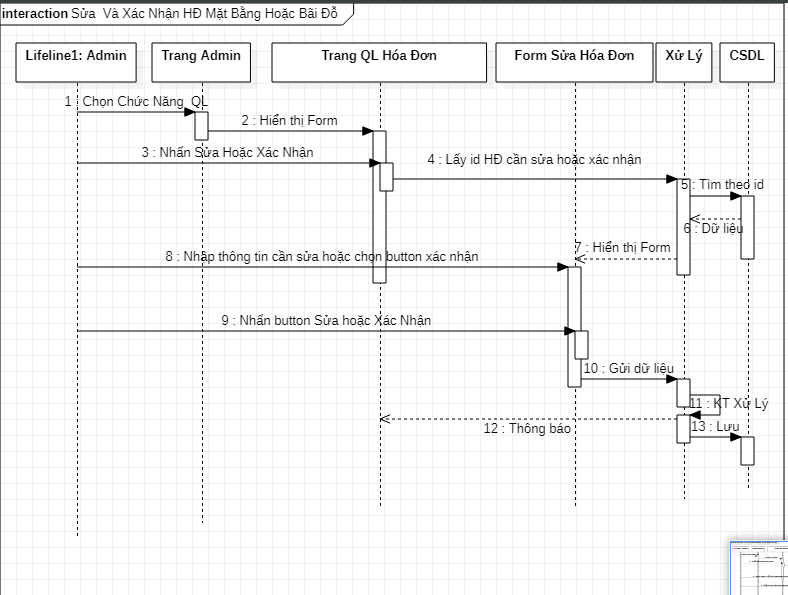 interaction Sửa Và Xác Nhận HĐ Mặt Bằng Hoặc Bãi Đỗ
Lifeline1: Admin
Trang Admin
Trang QL Hóa Đơn
Form Sửa Hóa Đơn
Xử Lý
CSDL
1 : Chọn Chức Năng QL
2 : Hiển thị Form
3 : Nhấn Sửa Hoặc Xác Nhận
4 : Lấy id HĐ cần sửa hoặc xác nhận
5 : Tìm theo id
6 : Dữ liệu
7 : Hiển thị Form
8 : Nhập thông tin cần sửa hoặc chọn button xác nhận
9 : Nhấn button Sửa hoặc Xác Nhận
10 : Gửi dữ liệu
11 : KT Xử Lý
12 : Thông báo
13 : Lưu